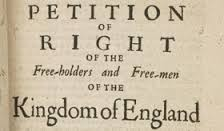 PETITION
OF
RIGHT
OF THE
Free-holders and Free-men
OF THE
Kingdom of England